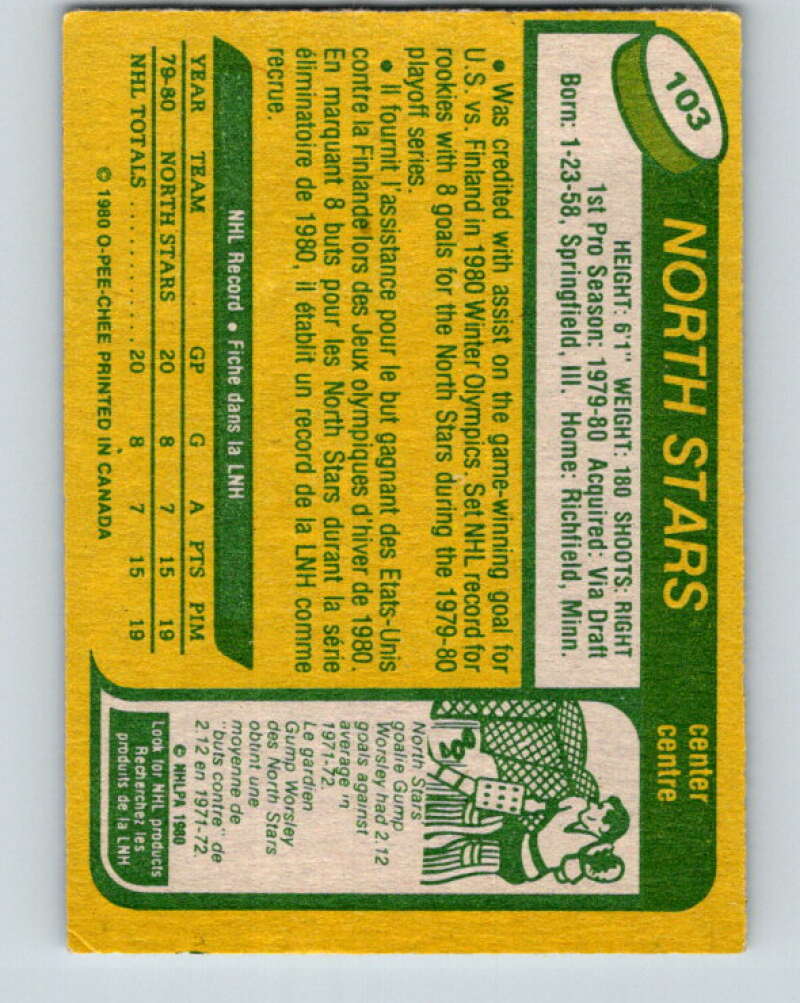 103
NORTH STARS
center
centre
HEIGHT: 6'1" WEIGHT: 180 SHOOTS: RIGHT
1st Pro Season: 1979-80 Acquired: Via Draft
Born: 1-23-58, Springfield, Ill. Home: Richfield, Minn.
• Was credited with assist on the game-winning goal for
U.S. vs. Finland in 1980 Winter Olympics. Set NHL record for
rookies with 8 goals for the North Stars during the 1979-80
playoff series.
• Il fournit l'assistance pour le but gagnant des Etats-Unis
contre la Finlande lors des Jeux olympiques d'hiver de 1980.
En marquant 8 buts pour les North Stars durant la série
éliminatoire de 1980, il établit un record de la LNH comme
recrue.
NHL Record • Fiche dans la LNH
YEAR TEAM GP G A PTS PIM
79-80 NORTH STARS 20 8 7 15 19
NHL TOTALS ........... 20 8 7 15 19
© 1980 O-PEE-CHEE PRINTED IN CANADA
North Stars
goalie Gump
Worsley had 2.12
goals against
average in
1971-72.
Le gardien
Gump Worsley
des North Stars
obtint une
moyenne de
"buts contre" de
2.12 en 1971-72.
© NHLPA 1980
Look for NHL products
Recherchez les
produits de la LNH